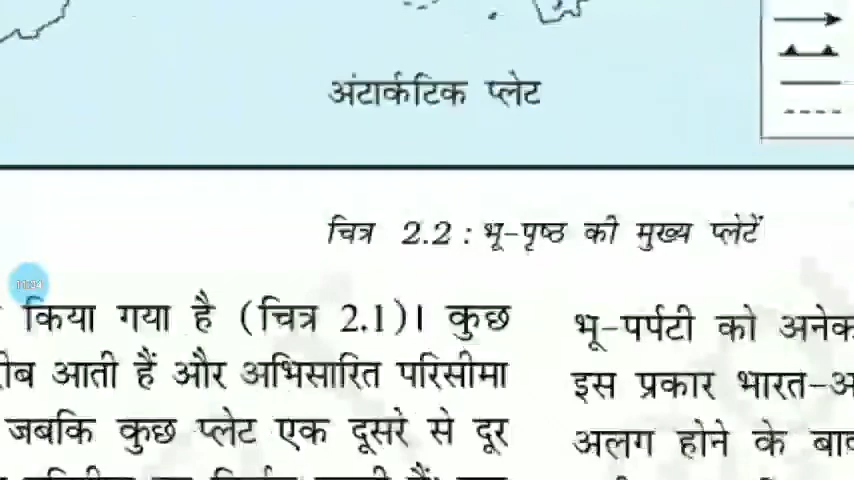 अंटार्कटिक प्लेट
चित्र 2.2 : भू-पृष्ठ की मुख्य प्लेटें
किया गया है (चित्र 2.1)। कुछ
आती हैं और अभिसारित परिसीमा
जबकि कुछ प्लेट एक दूसरे से दूर
भू-पर्पटी को अनेक
इस प्रकार भारत-अ
अलग होने के बाद